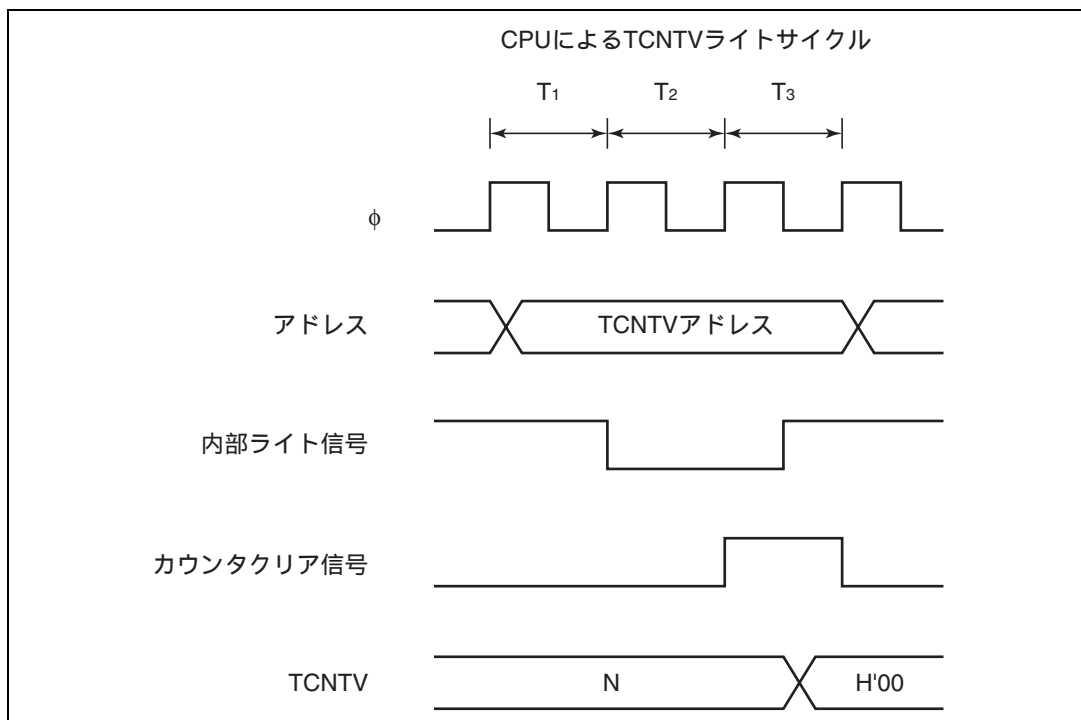 CPUによるTCNTVライトサイクル
T1 T2 T3
φ
アドレス TCNTVアドレス
内部ライト信号
カウンタクリア信号
TCNTV N H'00